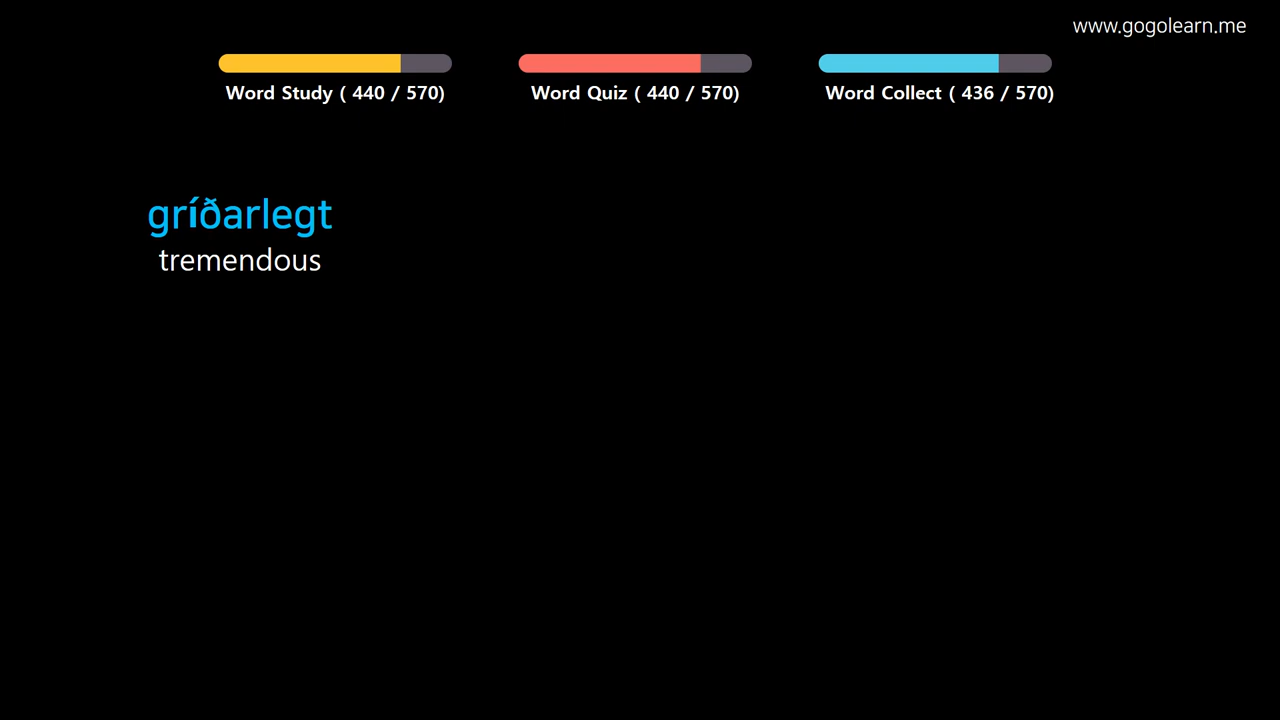 www.gogolearn.me
Word Study ( 440 / 570)
Word Quiz ( 440 / 570)
Word Collect ( 436 / 570)
gríðarlegt
tremendous